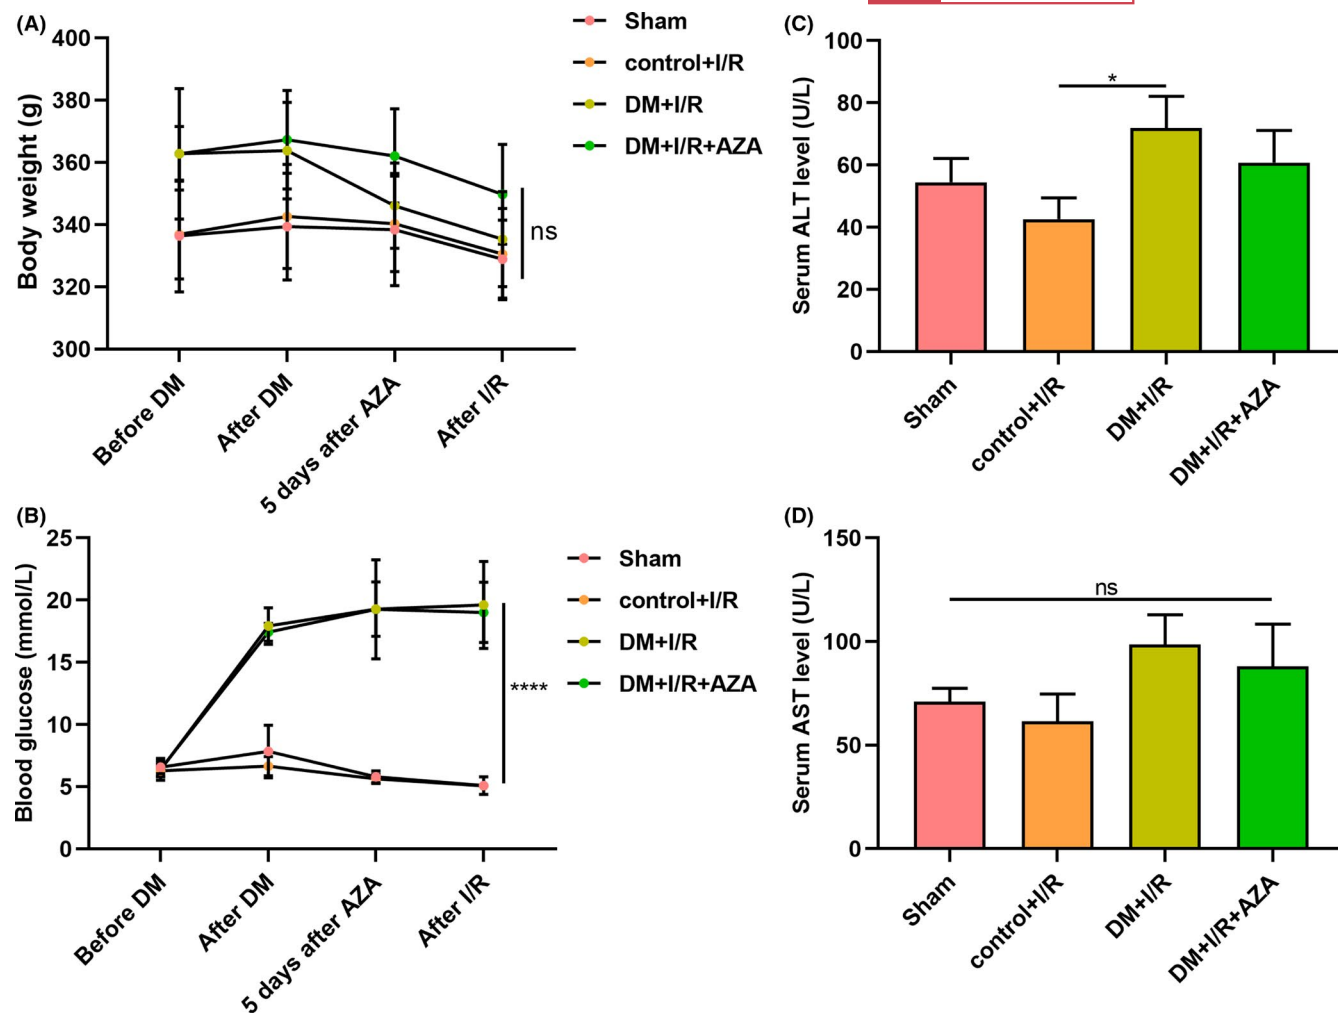 (A)
Body weight (g)
400
380
360
340
320
300
Before DM
After DM
5 days after AZA
After I/R
ns
Sham
control+I/R
DM+I/R
DM+I/R+AZA
(C)
Serum ALT level (U/L)
100
80
60
40
20
0
*
Sham
control+I/R
DM+I/R
DM+I/R+AZA
(B)
Blood glucose (mmol/L)
25
20
15
10
5
0
Before DM
After DM
5 days after AZA
After I/R
****
Sham
control+I/R
DM+I/R
DM+I/R+AZA
(D)
Serum AST level (U/L)
150
100
50
0
ns
Sham
control+I/R
DM+I/R
DM+I/R+AZA